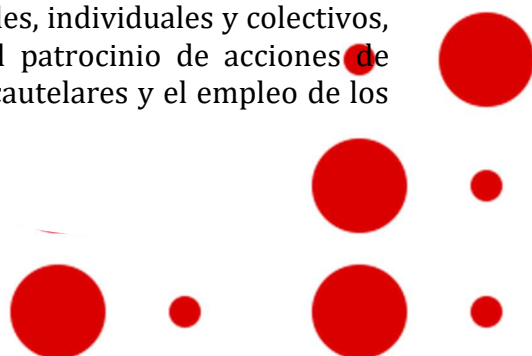 les, individuales y colectivos,
l patrocinio de acciones de
cautelares y el empleo de los